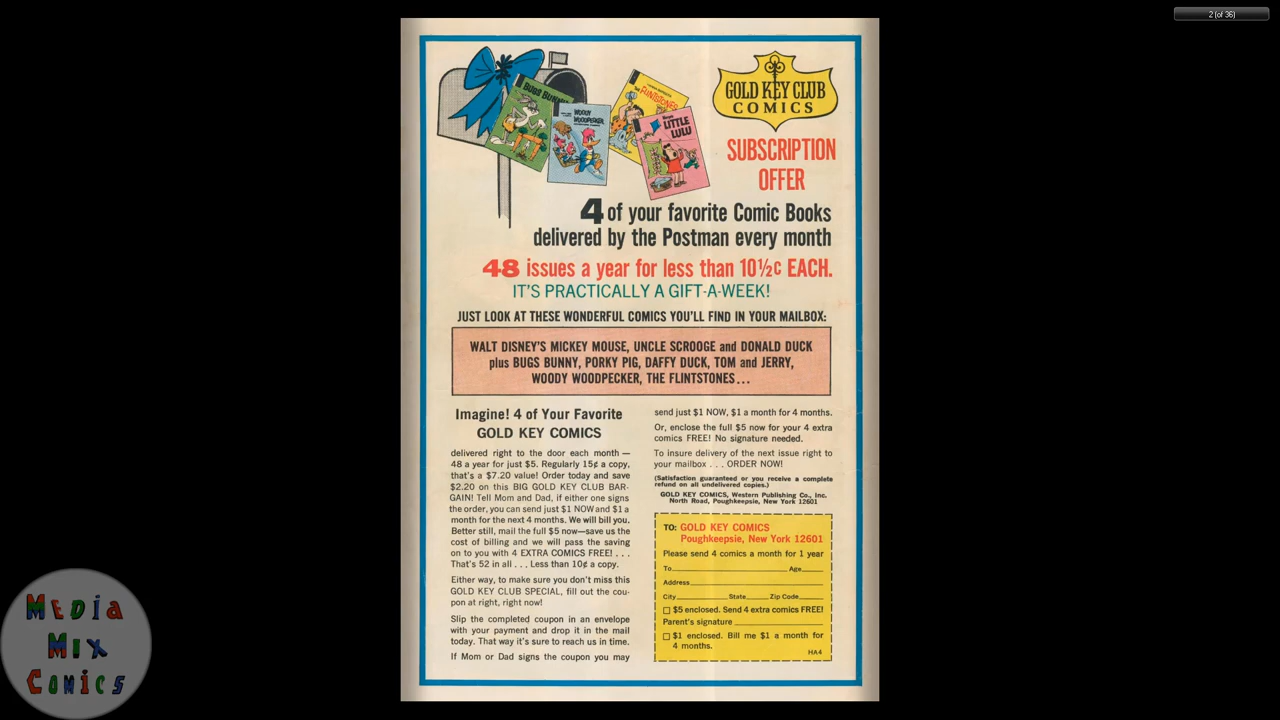 2 (of 36)
BUGS BUNNY
WOODY
WOODPECKER
FLINTSTONES
LITTLE
LULU
GOLD KEY CLUB
COMICS
SUBSCRIPTION
OFFER
4 of your favorite Comic Books
delivered by the Postman every month
48 issues a year for less than 10½c EACH.
IT'S PRACTICALLY A GIFT-A-WEEK!
JUST LOOK AT THESE WONDERFUL COMICS YOU'LL FIND IN YOUR MAILBOX:
WALT DISNEY'S MICKEY MOUSE, UNCLE SCROOGE and DONALD DUCK
plus BUGS BUNNY, PORKY PIG, DAFFY DUCK, TOM and JERRY,
WOODY WOODPECKER, THE FLINTSTONES...
Imagine! 4 of Your Favorite
GOLD KEY COMICS
delivered right to the door each month —
48 a year for just $5. Regularly 15¢ a copy,
that's a $7.20 value! Order today and save
$2.20 on this BIG GOLD KEY CLUB BAR-
GAIN! Tell Mom and Dad, if either one signs
the order, you can send just $1 NOW and $1 a
month for the next 4 months. We will bill you.
Better still, mail the full $5 now—save us the
cost of billing and we will pass the saving
on to you with 4 EXTRA COMICS FREE! . . .
That's 52 in all . . . Less than 10¢ a copy.
Either way, to make sure you don't miss this
GOLD KEY CLUB SPECIAL, fill out the cou-
pon at right, right now!
Slip the completed coupon in an envelope
with your payment and drop it in the mail
today. That way it's sure to reach us in time.
If Mom or Dad signs the coupon you may
send just $1 NOW, $1 a month for 4 months.
Or, enclose the full $5 now for your 4 extra
comics FREE! No signature needed.
To insure delivery of the next issue right to
your mailbox . . . ORDER NOW!
(Satisfaction guaranteed or you receive a complete
refund on all undelivered copies.)
GOLD KEY COMICS, Western Publishing Co., Inc.
North Road, Poughkeepsie, New York 12601
TO: GOLD KEY COMICS
Poughkeepsie, New York 12601
Please send 4 comics a month for 1 year
To Age
Address
City State Zip Code
$5 enclosed. Send 4 extra comics FREE!
Parent's signature
$1 enclosed. Bill me $1 a month for
4 months.
HA4
MEDIA
MIX
COMICS